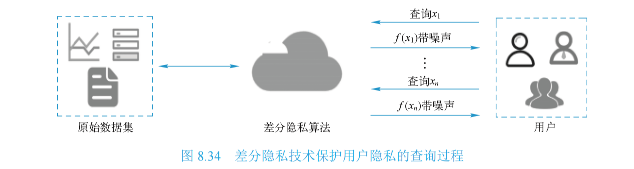 查询x₁
f(x₁)带噪声
⋮
查询xₙ
f(xₙ)带噪声
原始数据集
差分隐私算法
用户
图 8.34 差分隐私技术保护用户隐私的查询过程